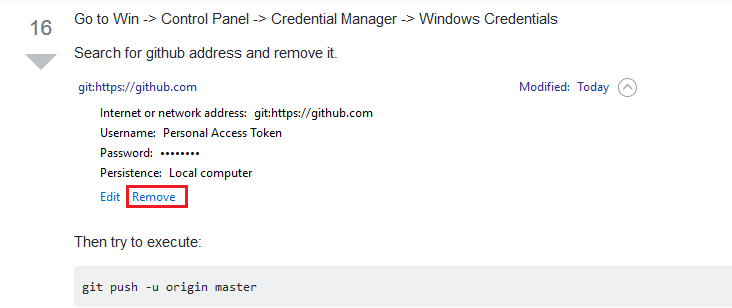 Go to Win -> Control Panel -> Credential Manager -> Windows Credentials
16
Search for github address and remove it.
git:https://github.com Modified: Today
Internet or network address: git:https://github.com
Username: Personal Access Token
Password: ••••••••
Persistence: Local computer
Edit Remove
Then try to execute:
git push -u origin master